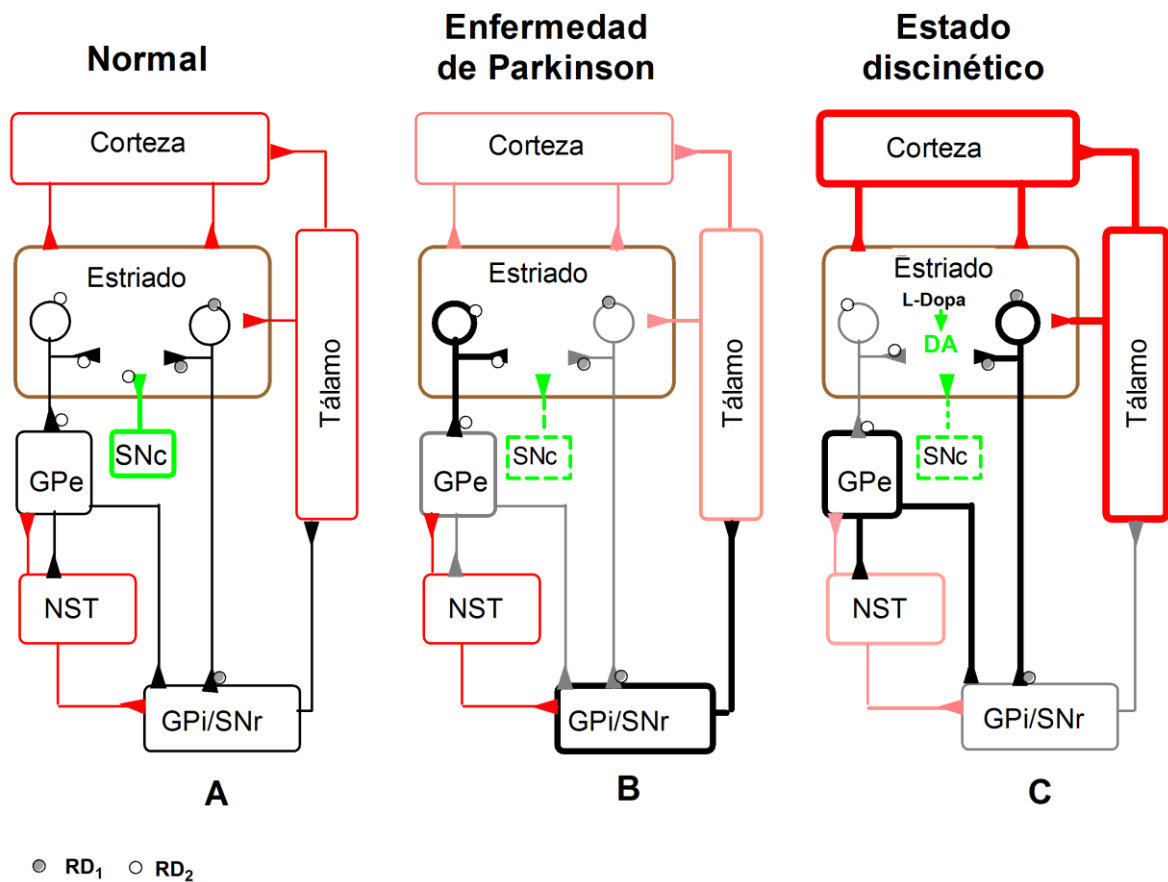 Normal
Enfermedad
de Parkinson
Estado
discinético
Corteza
Estriado
Tálamo
SNc
GPe
NST
GPi/SNr
A
Corteza
Estriado
Tálamo
SNc
GPe
NST
GPi/SNr
B
Corteza
Estriado
L-Dopa
DA
Tálamo
SNc
GPe
NST
GPi/SNr
C
RD₁ RD₂